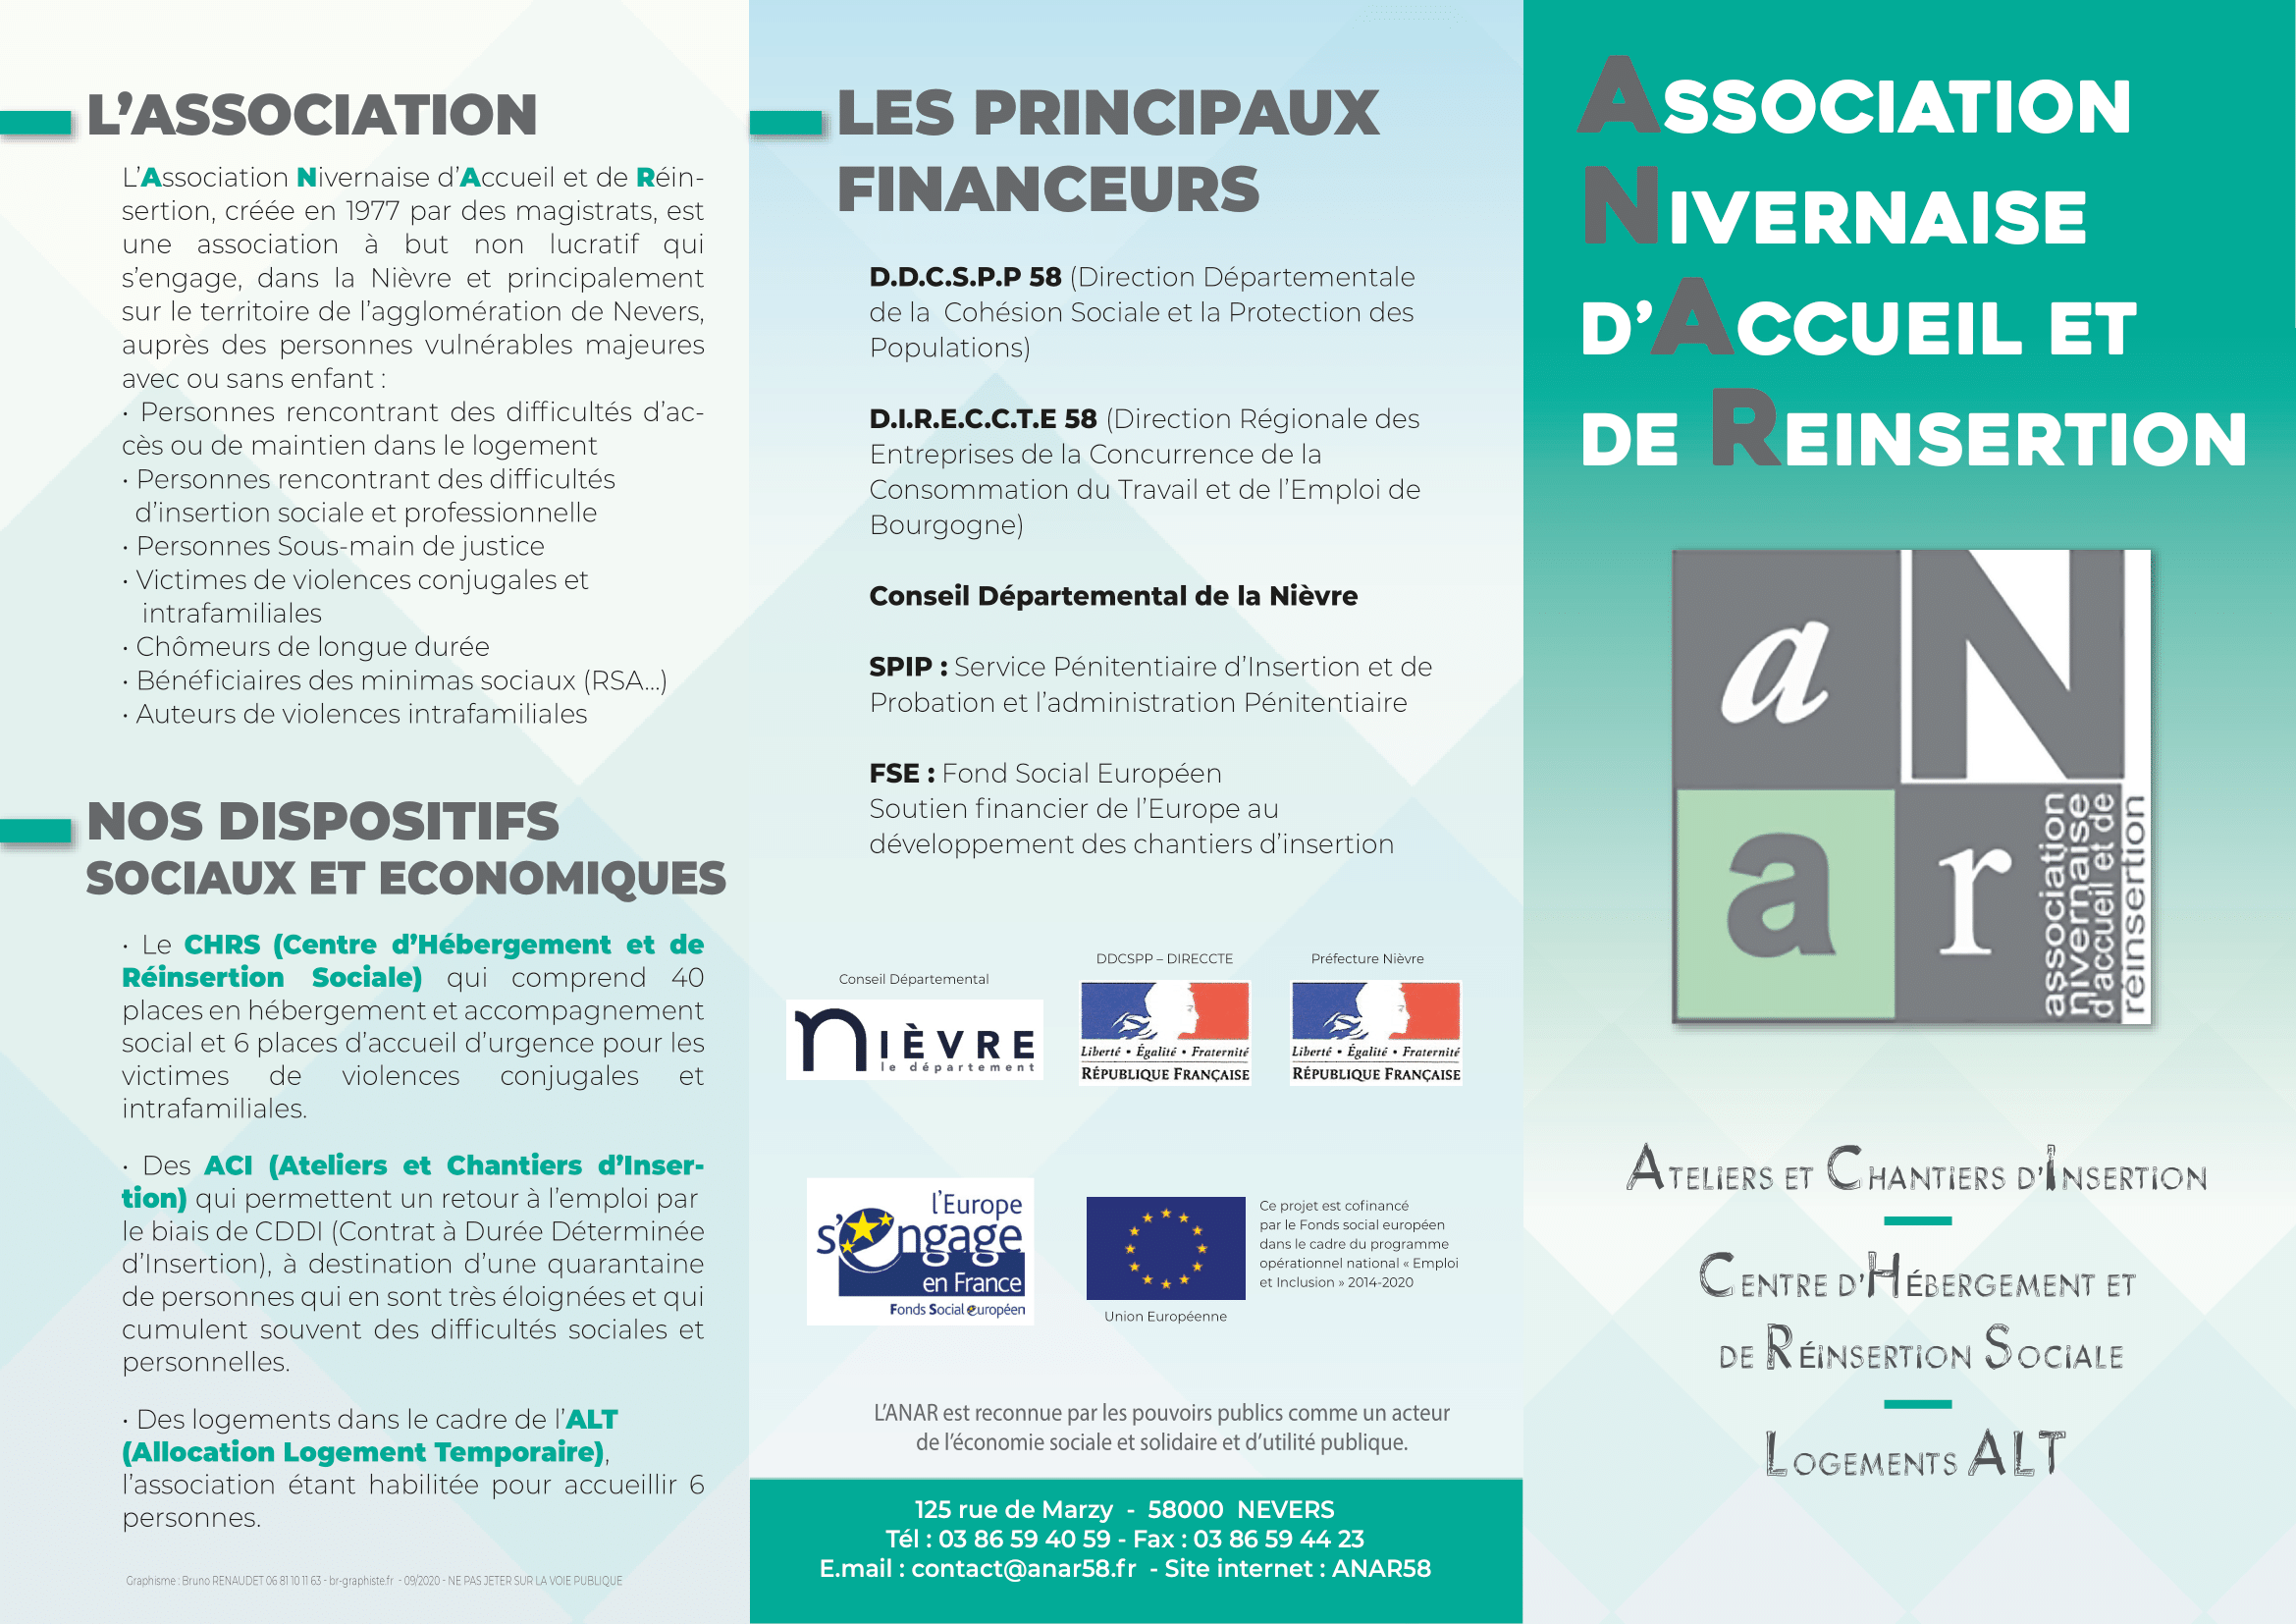 L'ASSOCIATION
L'Association Nivernaise d'Accueil et de Réin-
sertion, créée en 1977 par des magistrats, est
une association à but non lucratif qui
s'engage, dans la Nièvre et principalement
sur le territoire de l'agglomération de Nevers,
auprès des personnes vulnérables majeures
avec ou sans enfant :
• Personnes rencontrant des difficultés d'ac-
cès ou de maintien dans le logement
• Personnes rencontrant des difficultés
d'insertion sociale et professionnelle
• Personnes Sous-main de justice
• Victimes de violences conjugales et
intrafamiliales
• Chômeurs de longue durée
• Bénéficiaires des minimas sociaux (RSA...)
• Auteurs de violences intrafamiliales
NOS DISPOSITIFS
SOCIAUX ET ECONOMIQUES
• Le CHRS (Centre d'Hébergement et de
Réinsertion Sociale) qui comprend 40
places en hébergement et accompagnement
social et 6 places d'accueil d'urgence pour les
victimes de violences conjugales et
intrafamiliales.
• Des ACI (Ateliers et Chantiers d'Inser-
tion) qui permettent un retour à l'emploi par
le biais de CDDI (Contrat à Durée Déterminée
d'Insertion), à destination d'une quarantaine
de personnes qui en sont très éloignées et qui
cumulent souvent des difficultés sociales et
personnelles.
• Des logements dans le cadre de l'ALT
(Allocation Logement Temporaire),
l'association étant habilitée pour accueillir 6
personnes.
Graphisme : Bruno RENAUDET 06 81 10 11 63 - br-graphiste.fr - 09/2020 - NE PAS JETER SUR LA VOIE PUBLIQUE
LES PRINCIPAUX
FINANCEURS
D.D.C.S.P.P 58 (Direction Départementale
de la Cohésion Sociale et la Protection des
Populations)
D.I.R.E.C.C.T.E 58 (Direction Régionale des
Entreprises de la Concurrence de la
Consommation du Travail et de l'Emploi de
Bourgogne)
Conseil Départemental de la Nièvre
SPIP : Service Pénitentiaire d'Insertion et de
Probation et l'administration Pénitentiaire
FSE : Fond Social Européen
Soutien financier de l'Europe au
développement des chantiers d'insertion
Conseil Départemental
NIÈVRE
le département
DDCSPP – DIRECCTE
Liberté • Égalité • Fraternité
RÉPUBLIQUE FRANÇAISE
Préfecture Nièvre
Liberté • Égalité • Fraternité
RÉPUBLIQUE FRANÇAISE
l'Europe
s'engage
en France
Fonds Social européen
Union Européenne
Ce projet est cofinancé
par le Fonds social européen
dans le cadre du programme
opérationnel national « Emploi
et Inclusion » 2014-2020
L'ANAR est reconnue par les pouvoirs publics comme un acteur
de l'économie sociale et solidaire et d'utilité publique.
125 rue de Marzy - 58000 NEVERS
Tél : 03 86 59 40 59 - Fax : 03 86 59 44 23
E.mail : contact@anar58.fr - Site internet : ANAR58
ASSOCIATION
NIVERNAISE
D'ACCUEIL ET
DE REINSERTION
aN
ar
association
nivernaise
d'accueil et de
reinsertion
ATELIERS ET CHANTIERS D'INSERTION
CENTRE D'HÉBERGEMENT ET
DE RÉINSERTION SOCIALE
LOGEMENTS ALT